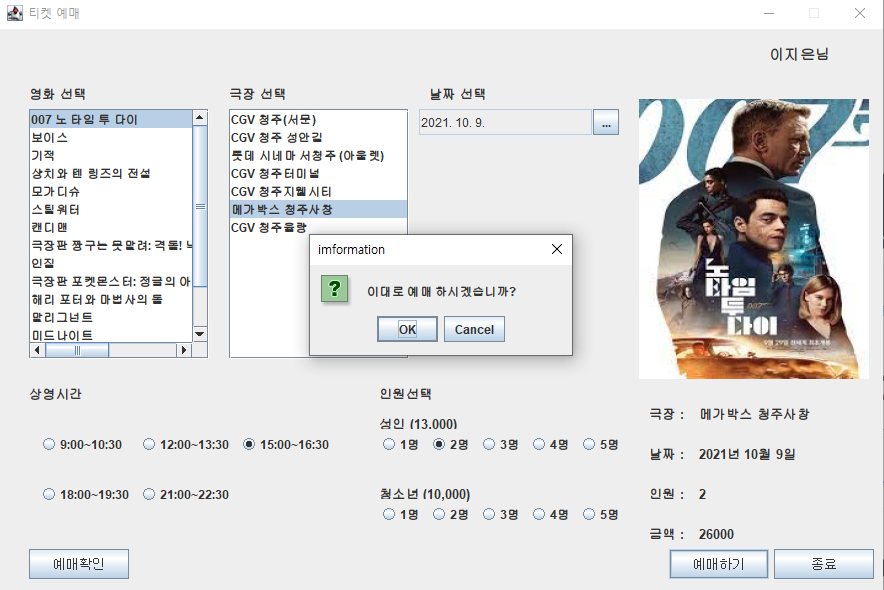 티켓 예매
이지은님
영화 선택
극장 선택
날짜 선택
007 노 타임 투 다이
보이스
기적
샹치와 텐 링즈의 전설
모가디슈
스틸워터
캔디맨
극장판 짱구는 못말려: 격돌!
인질
극장판 포켓몬스터: 정글의 아
해리 포터와 마법사의 돌
말리그넌트
미드나이트
CGV 청주(서문)
CGV 청주 성안길
롯데 시네마 서청주 (아울렛)
CGV 청주터미널
CGV 청주지웰시티
메가박스 청주사창
CGV 청주율량
2021. 10. 9.
...
007
노
타임
투
다이
007
9월 29일 전세계 최초개봉
imformation
?
이대로 예매 하시겠습니까?
OK
Cancel
상영시간
9:00~10:30
12:00~13:30
15:00~16:30
18:00~19:30
21:00~22:30
인원선택
성인 (13,000)
1명
2명
3명
4명
5명
청소년 (10,000)
1명
2명
3명
4명
5명
극장 : 메가박스 청주사창
날짜 : 2021년 10월 9일
인원 : 2
금액 : 26000
예매확인
예매하기
종료